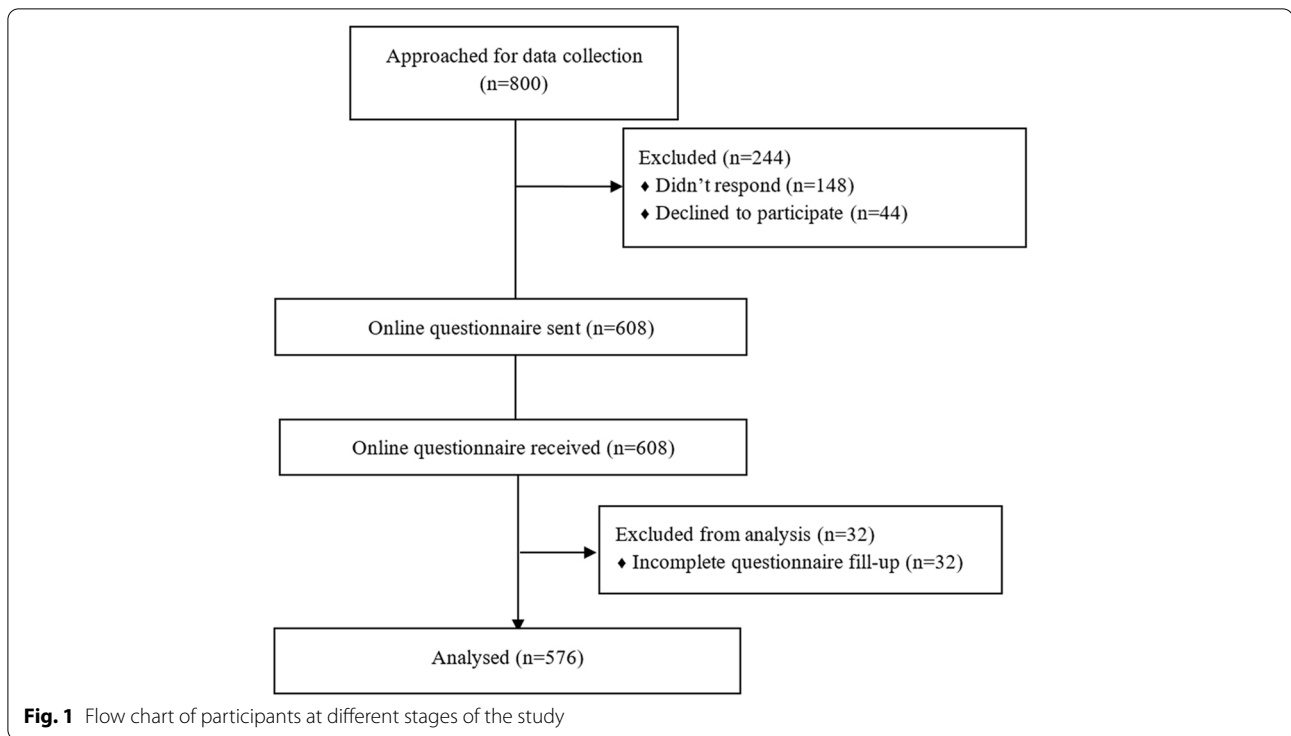 Approached for data collection
(n=800)
Excluded (n=244)
♦ Didn’t respond (n=148)
♦ Declined to participate (n=44)
Online questionnaire sent (n=608)
Online questionnaire received (n=608)
Excluded from analysis (n=32)
♦ Incomplete questionnaire fill-up (n=32)
Analysed (n=576)
Fig. 1 Flow chart of participants at different stages of the study